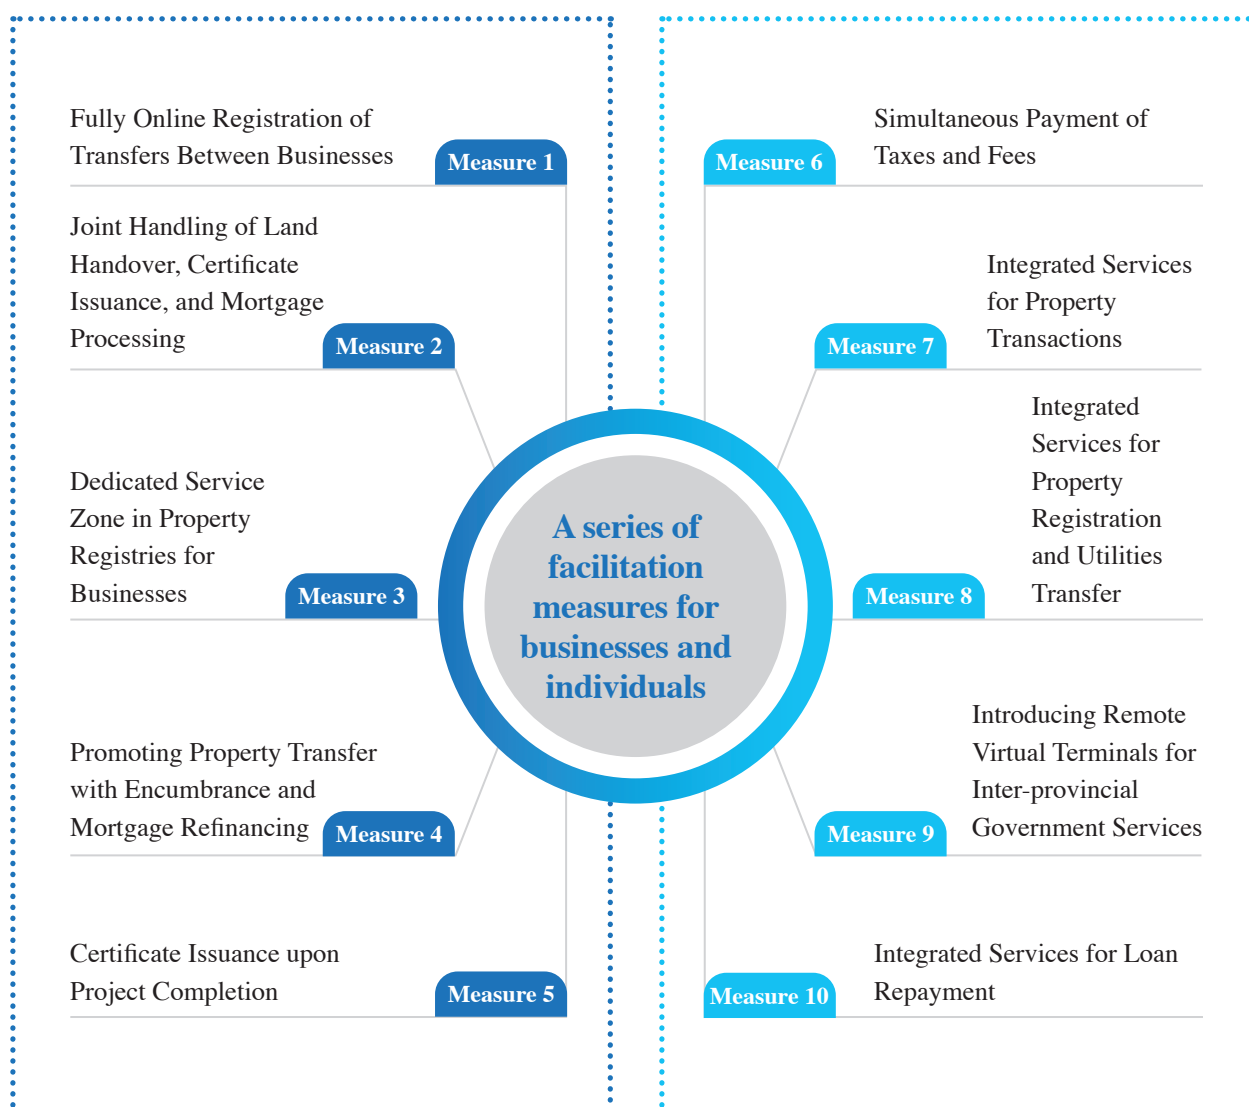 Fully Online Registration of
Transfers Between Businesses
Measure 1
Joint Handling of Land
Handover, Certificate
Issuance, and Mortgage
Processing
Measure 2
Dedicated Service
Zone in Property
Registries for
Businesses
Measure 3
Promoting Property Transfer
with Encumbrance and
Mortgage Refinancing
Measure 4
Certificate Issuance upon
Project Completion
Measure 5
A series of
facilitation
measures for
businesses and
individuals
Simultaneous Payment of
Taxes and Fees
Measure 6
Integrated Services
for Property
Transactions
Measure 7
Integrated
Services for
Property
Registration
and Utilities
Transfer
Measure 8
Introducing Remote
Virtual Terminals for
Inter-provincial
Government Services
Measure 9
Integrated Services for Loan
Repayment
Measure 10